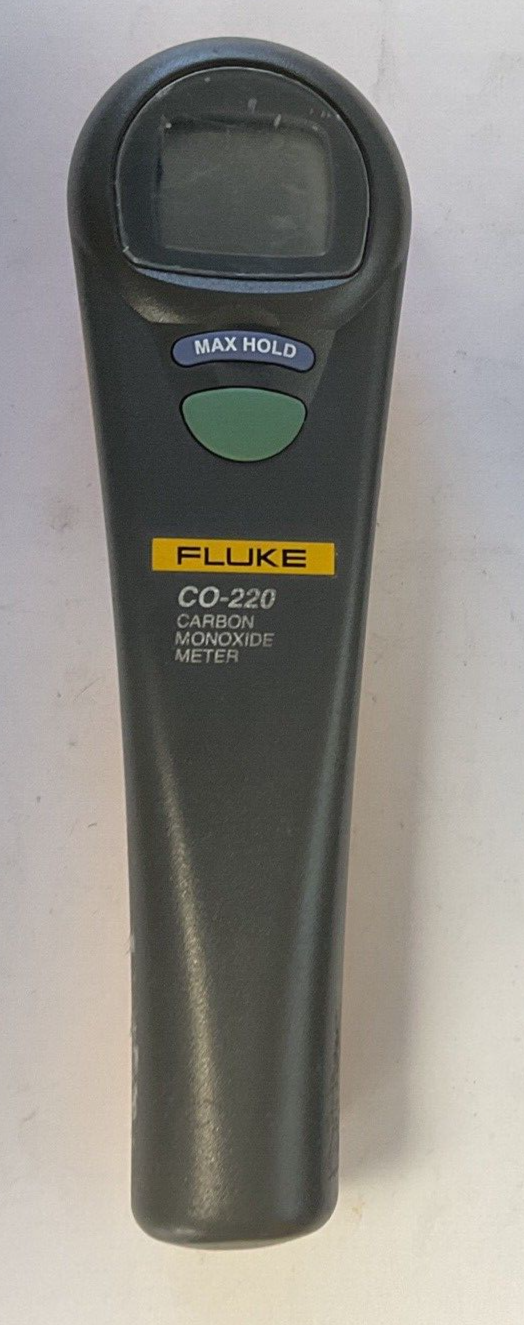 MAX HOLD
FLUKE
CO-220
CARBON
MONOXIDE
METER